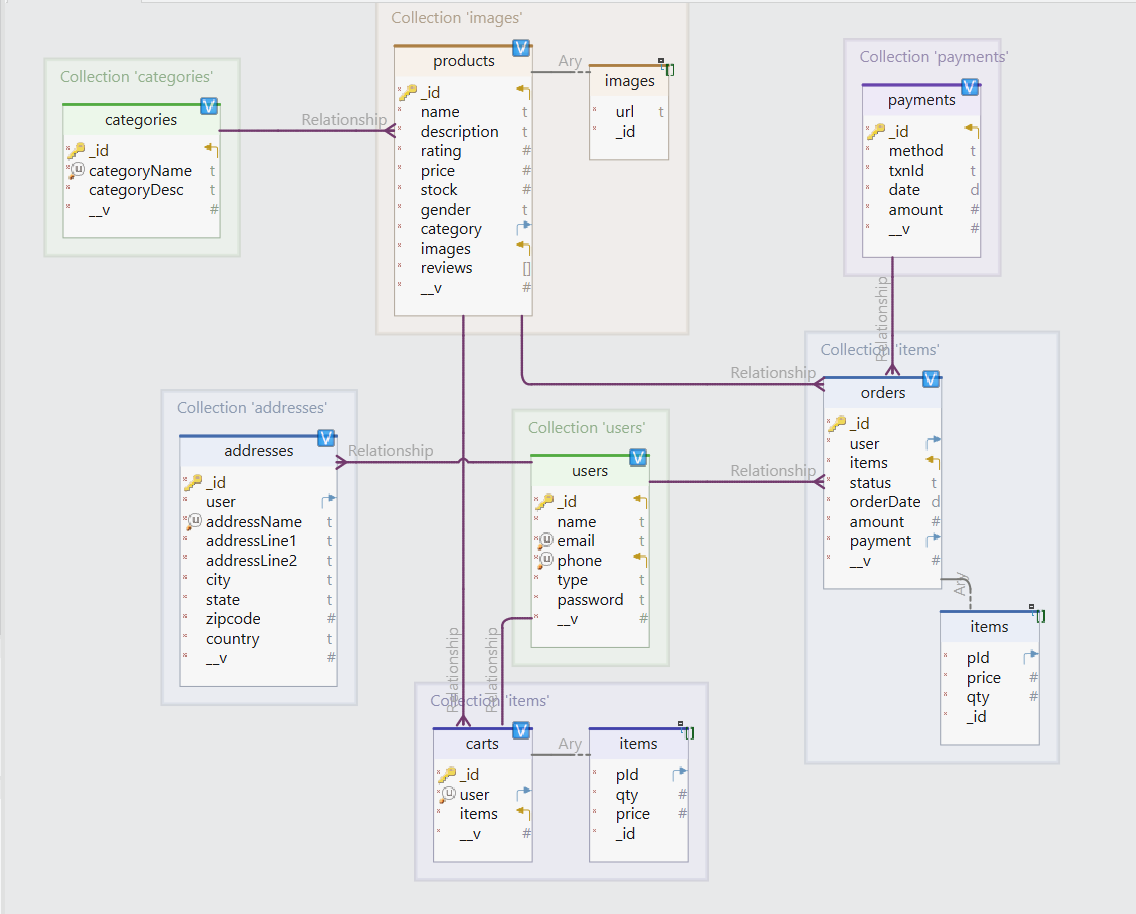 Collection 'images'
products
_id
name t
description t
rating #
price #
stock #
gender t
category
images
reviews []
__v #
Ary
images
url t
_id
Collection 'categories'
categories
_id
u categoryName t
categoryDesc t
__v #
Relationship
Collection 'payments'
payments
_id
method t
txnId t
date d
amount #
__v #
Relationship
Collection 'items'
orders
_id
user
items
status t
orderDate d
amount #
payment
__v #
Relationship
Relationship
Ary
items
pId
price #
qty #
_id
Collection 'addresses'
addresses
_id
user
u addressName t
addressLine1 t
addressLine2 t
city t
state t
zipcode #
country t
__v #
Relationship
Collection 'users'
users
_id
name t
u email t
u phone
type t
password t
__v #
Relationship
Relationship
Collection 'items'
carts
_id
u user
items
__v #
Ary
items
pId
qty #
price #
_id